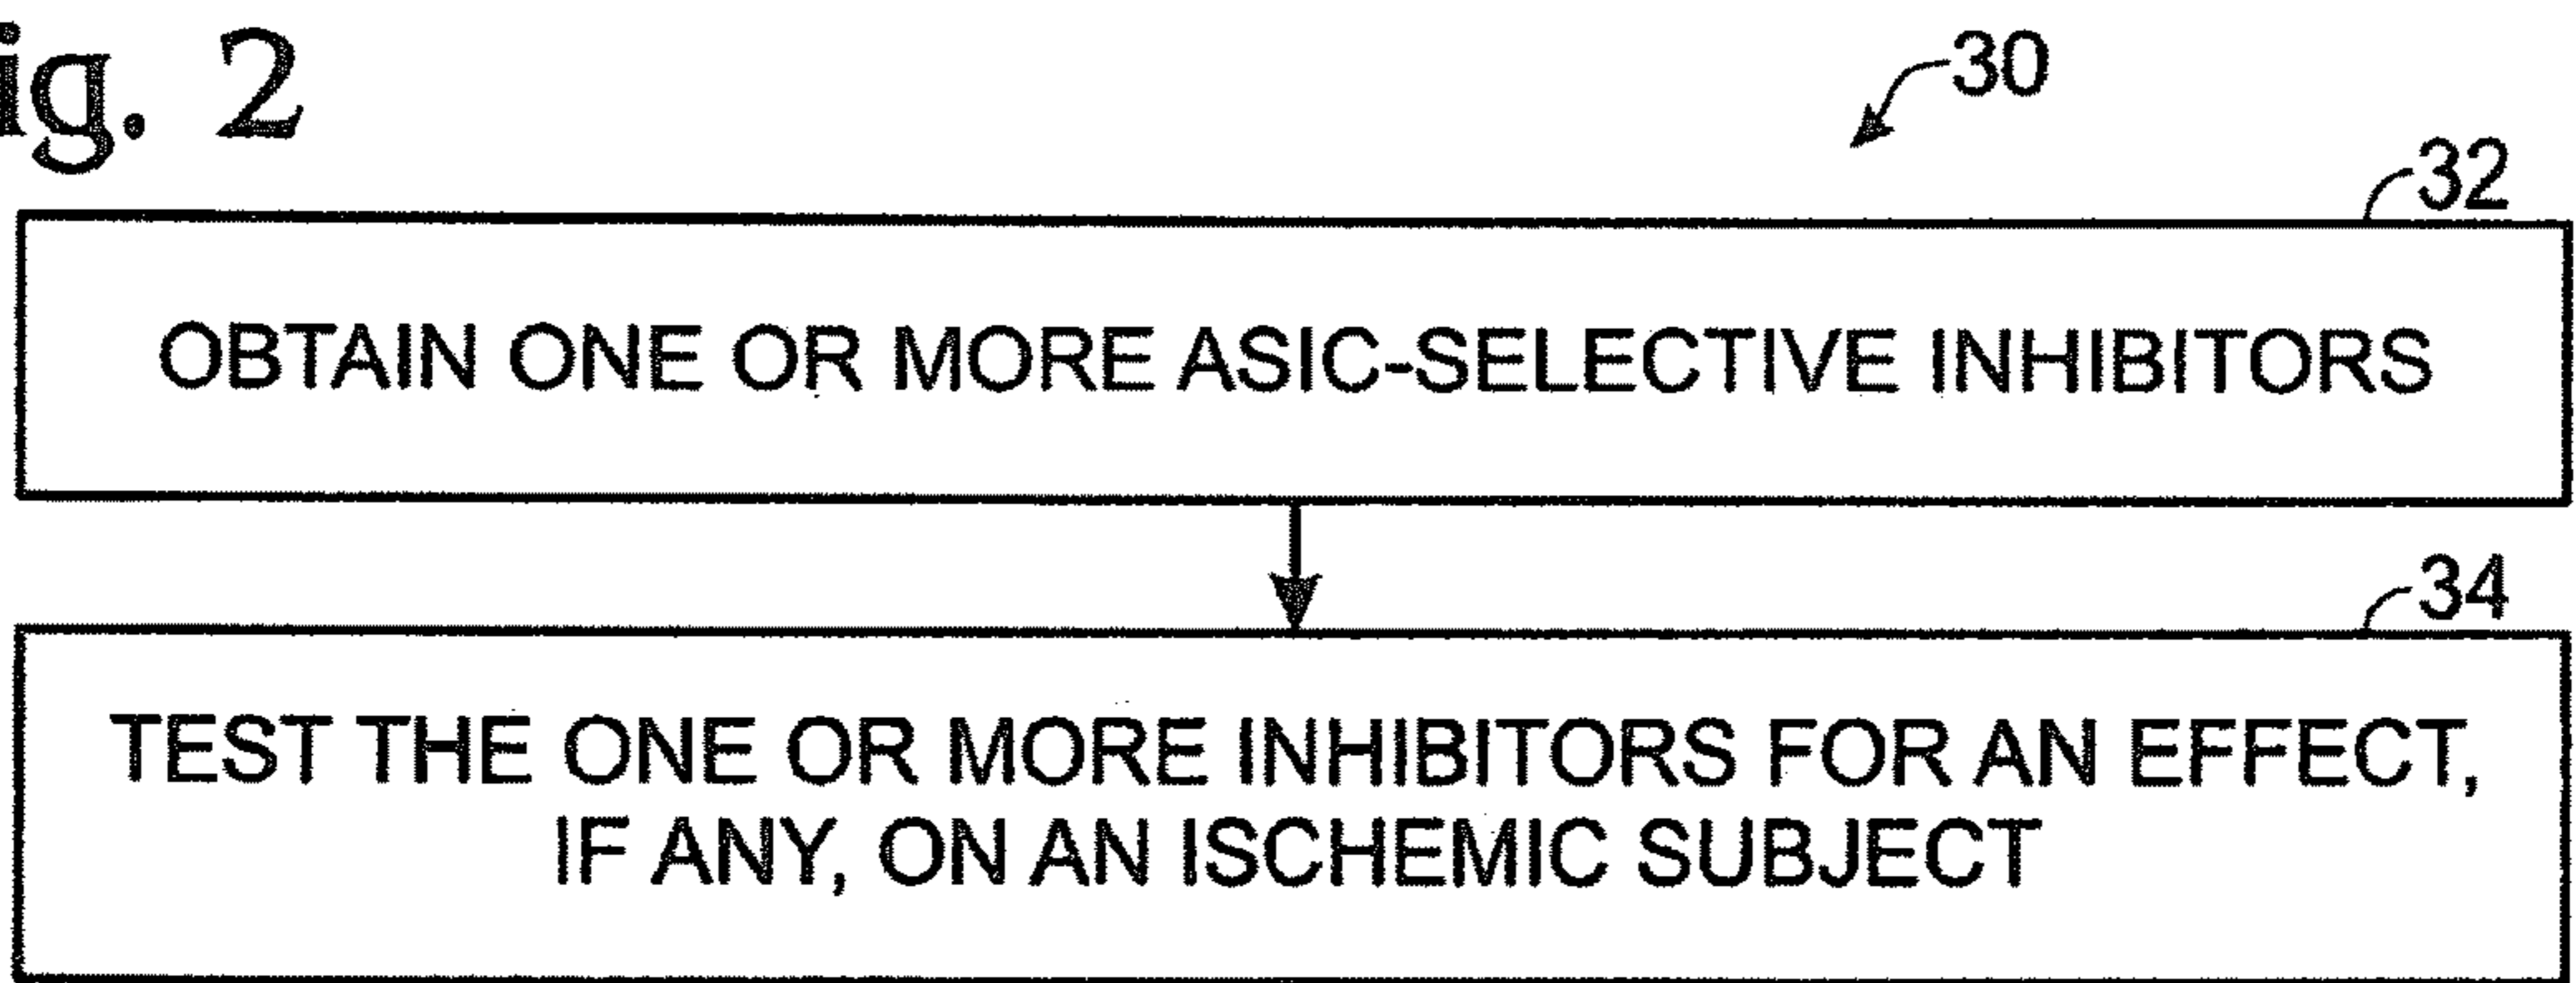 ig. 2
30
32
OBTAIN ONE OR MORE ASIC-SELECTIVE INHIBITORS
34
TEST THE ONE OR MORE INHIBITORS FOR AN EFFECT,
IF ANY, ON AN ISCHEMIC SUBJECT